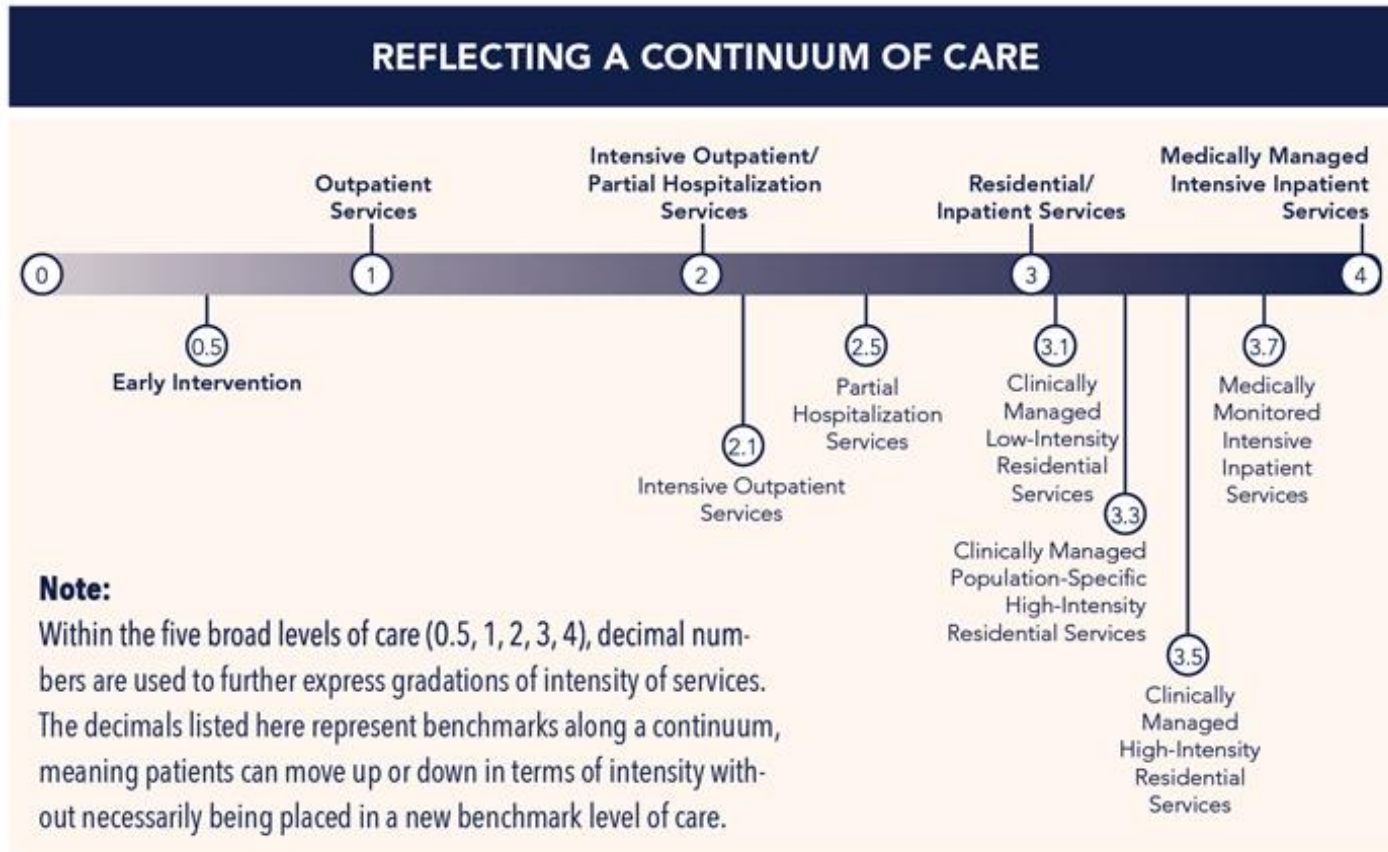 REFLECTING A CONTINUUM OF CARE
Outpatient
Services
Intensive Outpatient/
Partial Hospitalization
Services
Residential/
Inpatient Services
Medically Managed
Intensive Inpatient
Services
0
1
2
3
4
0.5
Early Intervention
2.1
Intensive Outpatient
Services
2.5
Partial
Hospitalization
Services
3.1
Clinically
Managed
Low-Intensity
Residential
Services
3.3
Clinically Managed
Population-Specific
High-Intensity
Residential Services
3.5
Clinically
Managed
High-Intensity
Residential
Services
3.7
Medically
Monitored
Intensive
Inpatient
Services
Note:
Within the five broad levels of care (0.5, 1, 2, 3, 4), decimal num-
bers are used to further express gradations of intensity of services.
The decimals listed here represent benchmarks along a continuum,
meaning patients can move up or down in terms of intensity with-
out necessarily being placed in a new benchmark level of care.